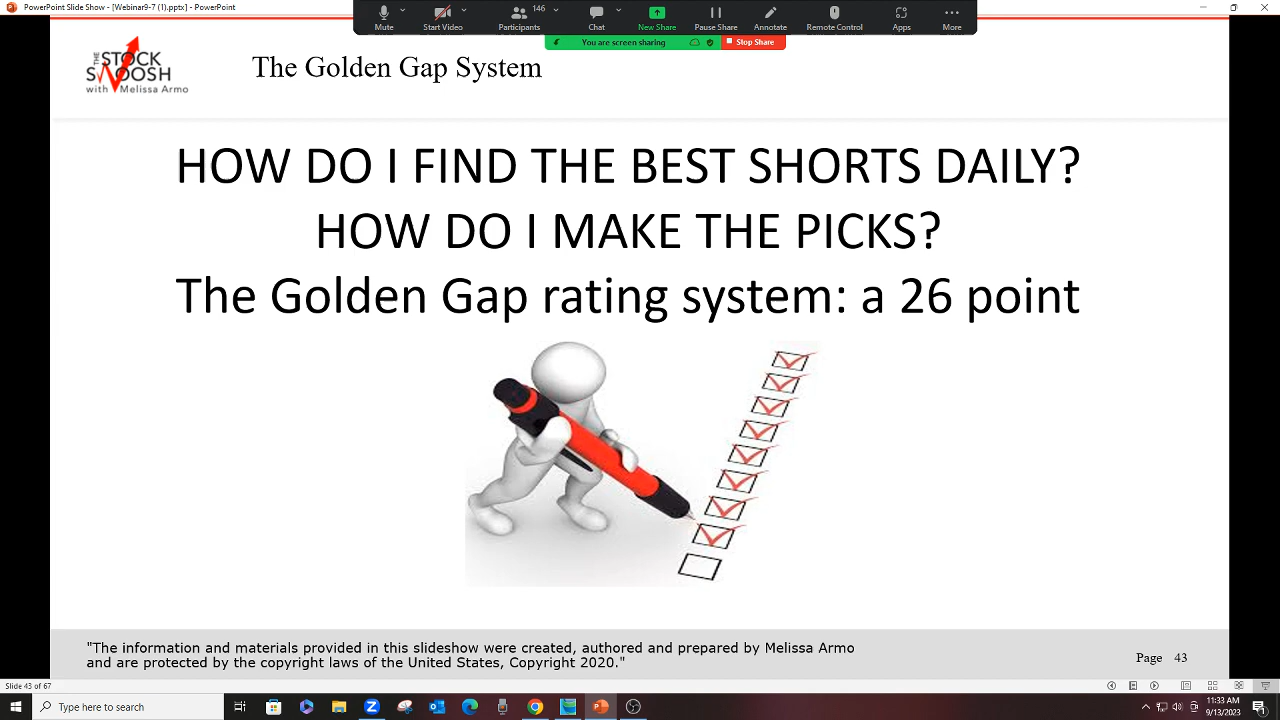 PowerPoint Slide Show - [Webinar9-7 (1).pptx] - PowerPoint
146
Mute
Start Video
Participants
Chat
New Share
Pause Share
Annotate
Remote Control
Apps
More
You are screen sharing
Stop Share
THE STOCK
SWOOSH
with Melissa Armo
The Golden Gap System
HOW DO I FIND THE BEST SHORTS DAILY?
HOW DO I MAKE THE PICKS?
The Golden Gap rating system: a 26 point
"The information and materials provided in this slideshow were created, authored and prepared by Melissa Armo
and are protected by the copyright laws of the United States, Copyright 2020."
Page 43
Slide 43 of 67
Type here to search
11:33 AM
9/13/2023